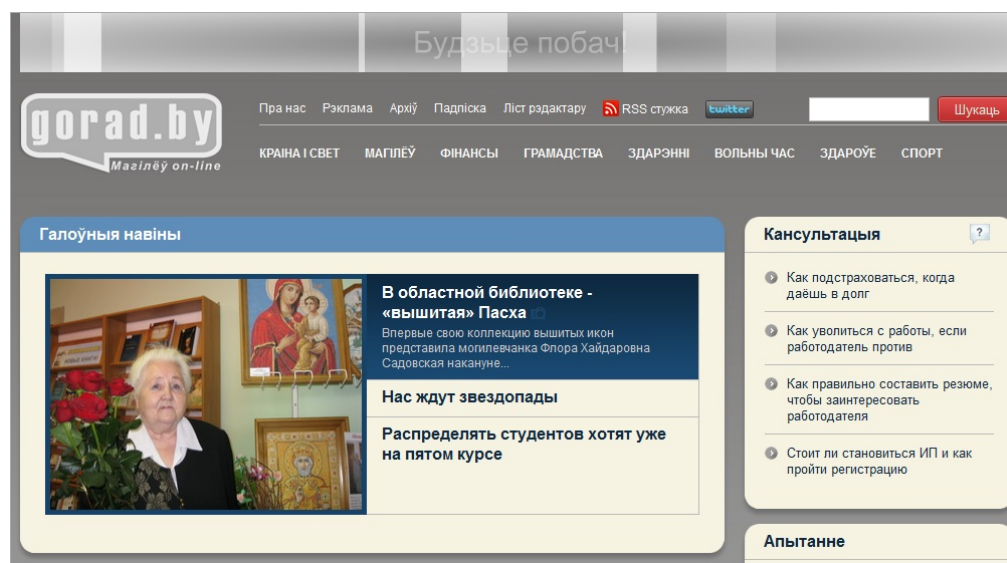 Будзьце побач!
gorad.by
Магілёў on-line
Пра нас Рэклама Архіў Падпіска Ліст рэдактару RSS стужка twitter Шукаць
КРАІНА І СВЕТ МАГІЛЁЎ ФІНАНСЫ ГРАМАДСТВА ЗДАРЭННІ ВОЛЬНЫ ЧАС ЗДАРОЎЕ СПОРТ
Галоўныя навіны
В областной библиотеке -
«вышитая» Пасха
Впервые свою коллекцию вышитых икон
представила могилевчанка Флора Хайдаровна
Садовская накануне...
Нас ждут звездопады
Распределять студентов хотят уже
на пятом курсе
Кансультацыя ?
Как подстраховаться, когда
даёшь в долг
Как уволиться с работы, если
работодатель против
Как правильно составить резюме,
чтобы заинтересовать
работодателя
Стоит ли становиться ИП и как
пройти регистрацию
Апытанне